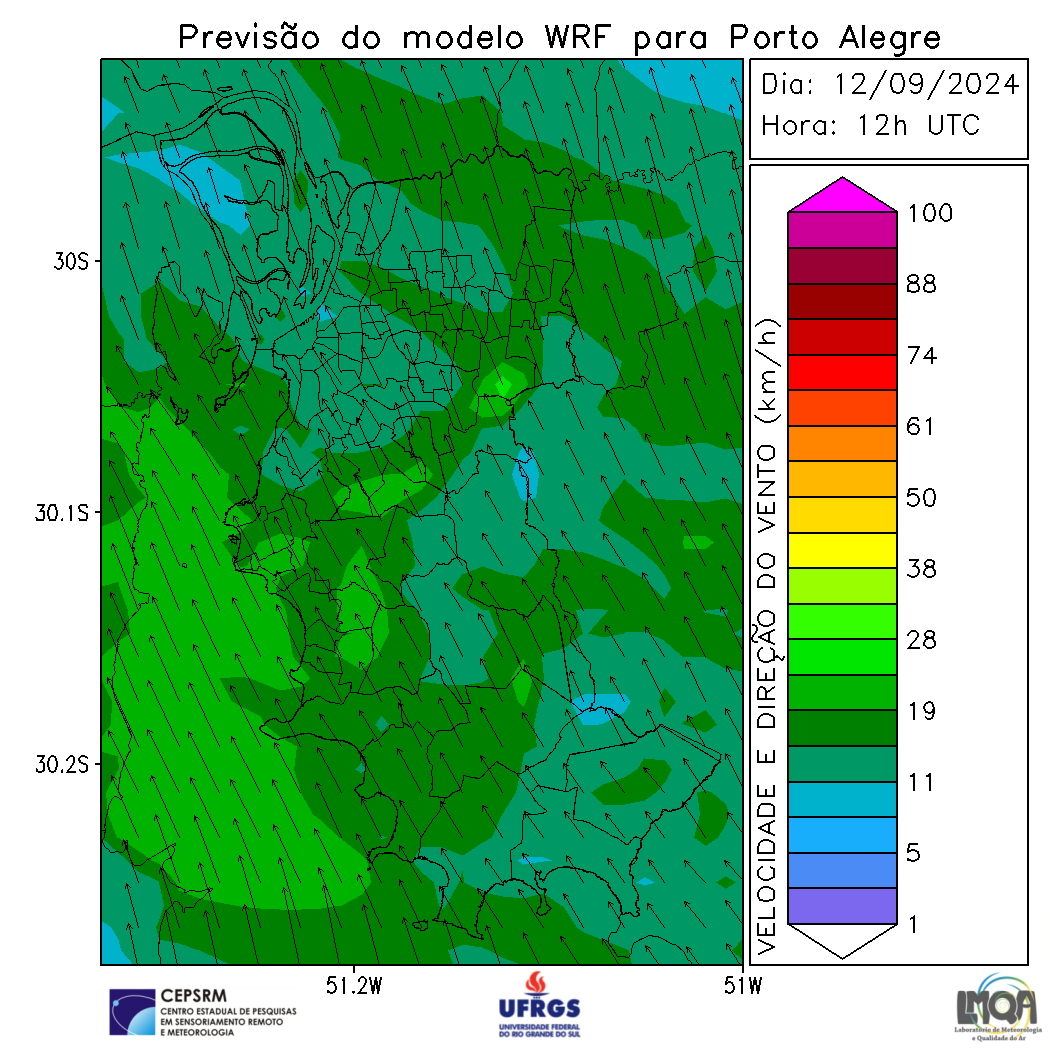 Previsão do modelo WRF para Porto Alegre
Dia: 12/09/2024
Hora: 12h UTC
100
88
74
61
50
38
28
19
11
5
1
VELOCIDADE E DIREÇÃO DO VENTO (km/h)
30S
30.1S
30.2S
51.2W
51W
CEPSRM
CENTRO ESTADUAL DE PESQUISAS
EM SENSORIAMENTO REMOTO
E METEOROLOGIA
UFRGS
UNIVERSIDADE FEDERAL
DO RIO GRANDE DO SUL
LMQA
Laboratório de Meteorologia
e Qualidade do Ar